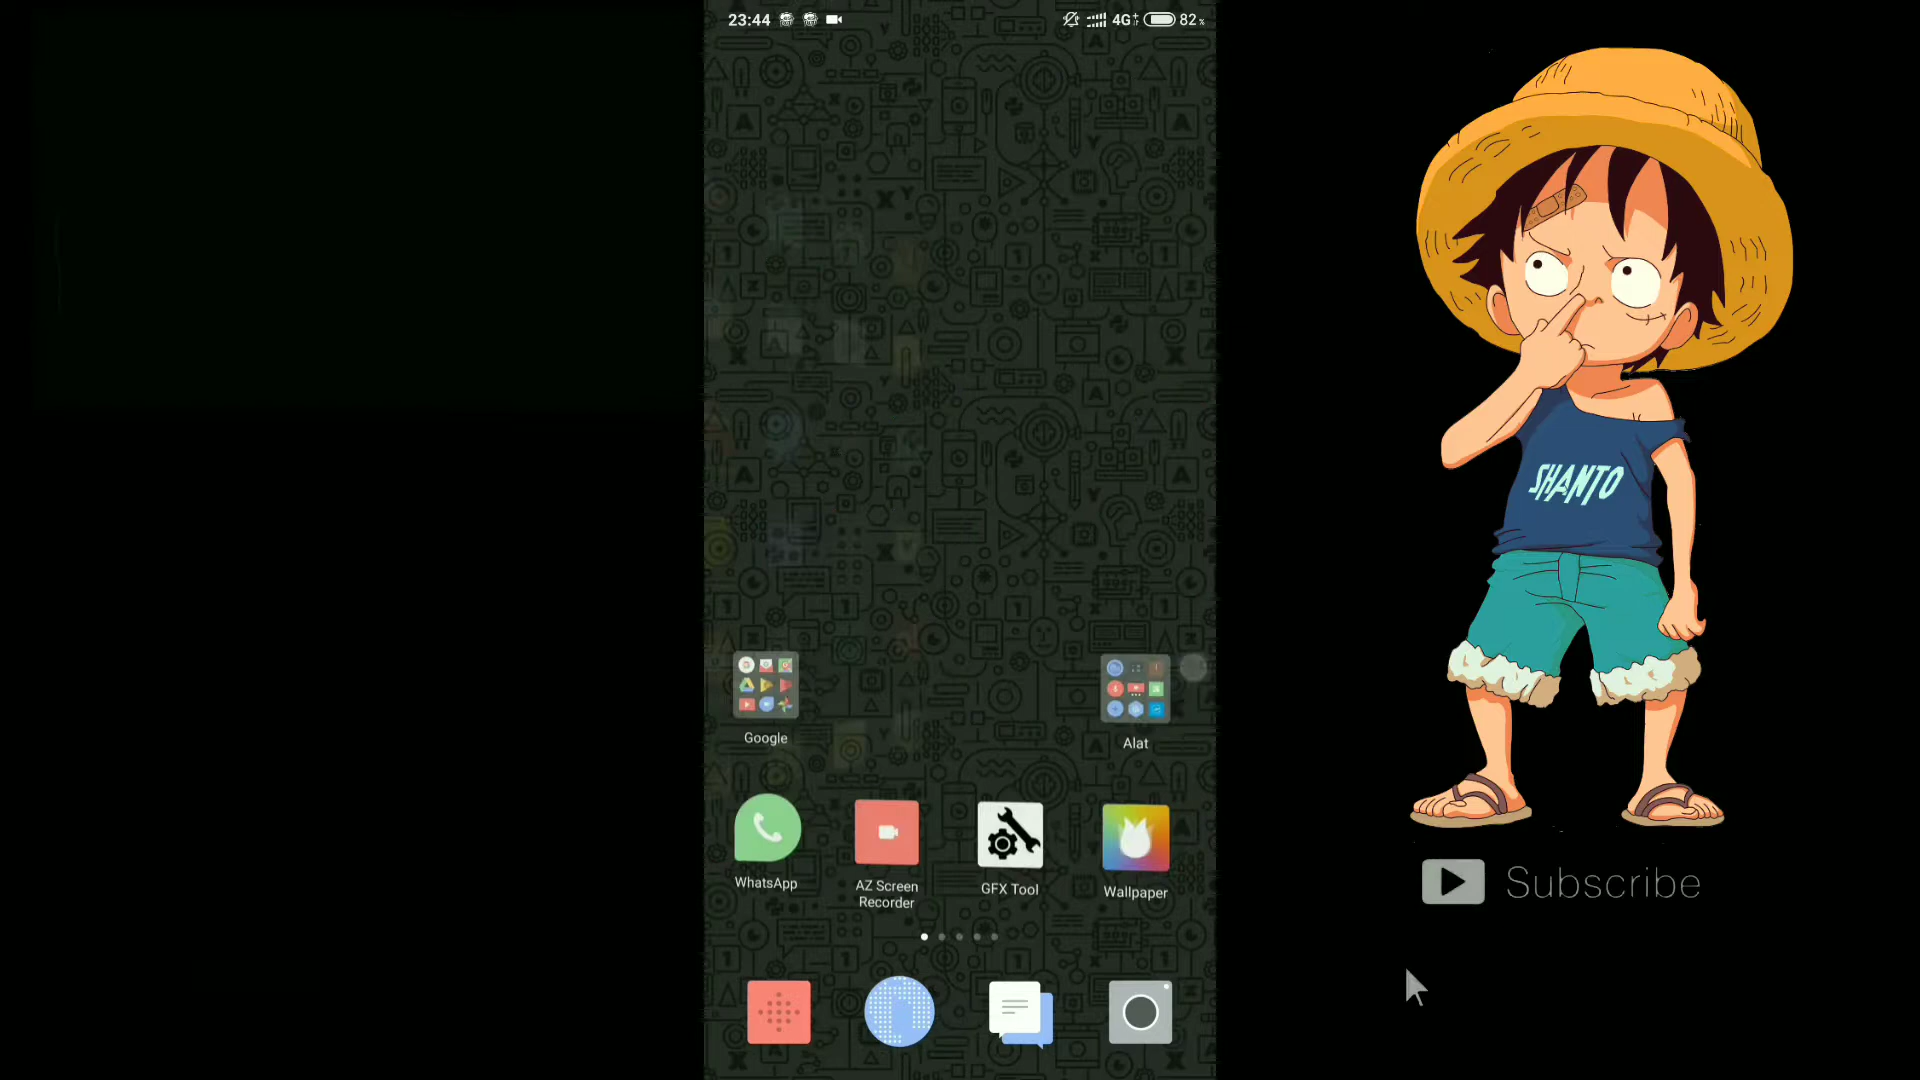 23:44 4G+ 82%
SHANTO
Google
Alat
WhatsApp
AZ Screen
Recorder
GFX Tool
Wallpaper
Subscribe